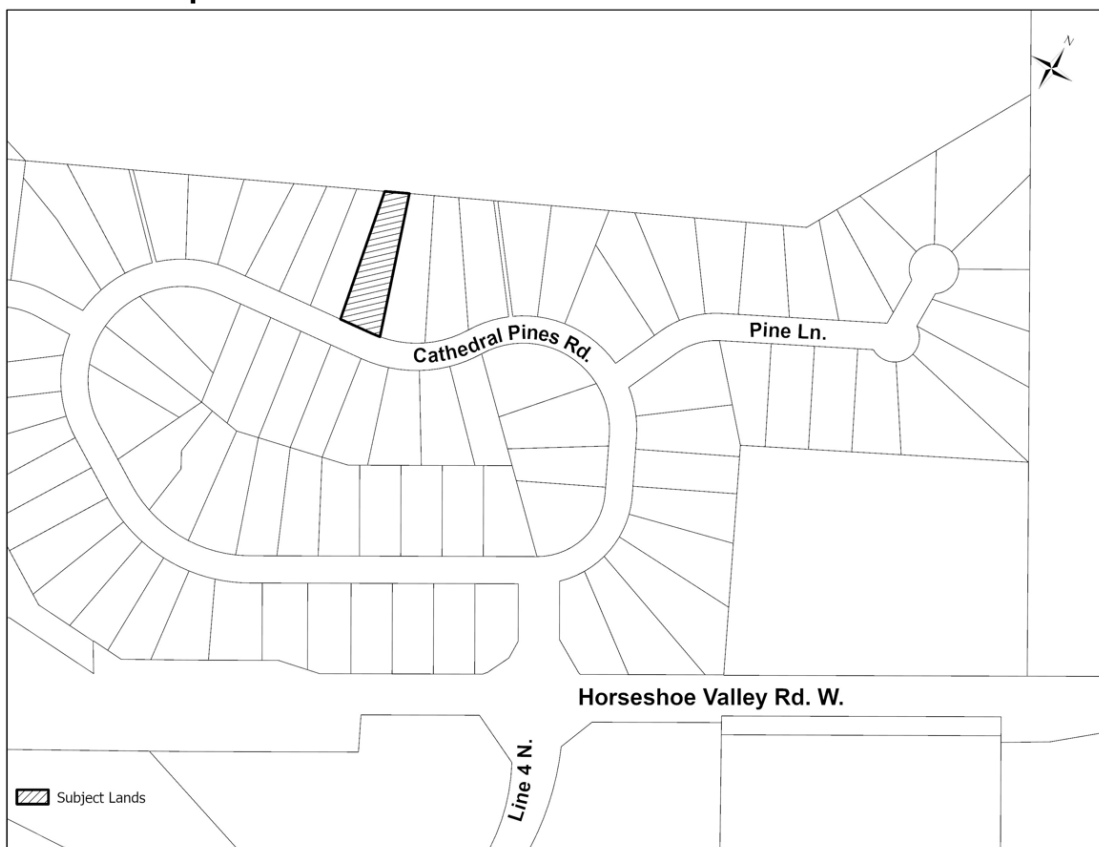 N
Pine Ln.
Cathedral Pines Rd.
Horseshoe Valley Rd. W.
Line 4 N.
Subject Lands